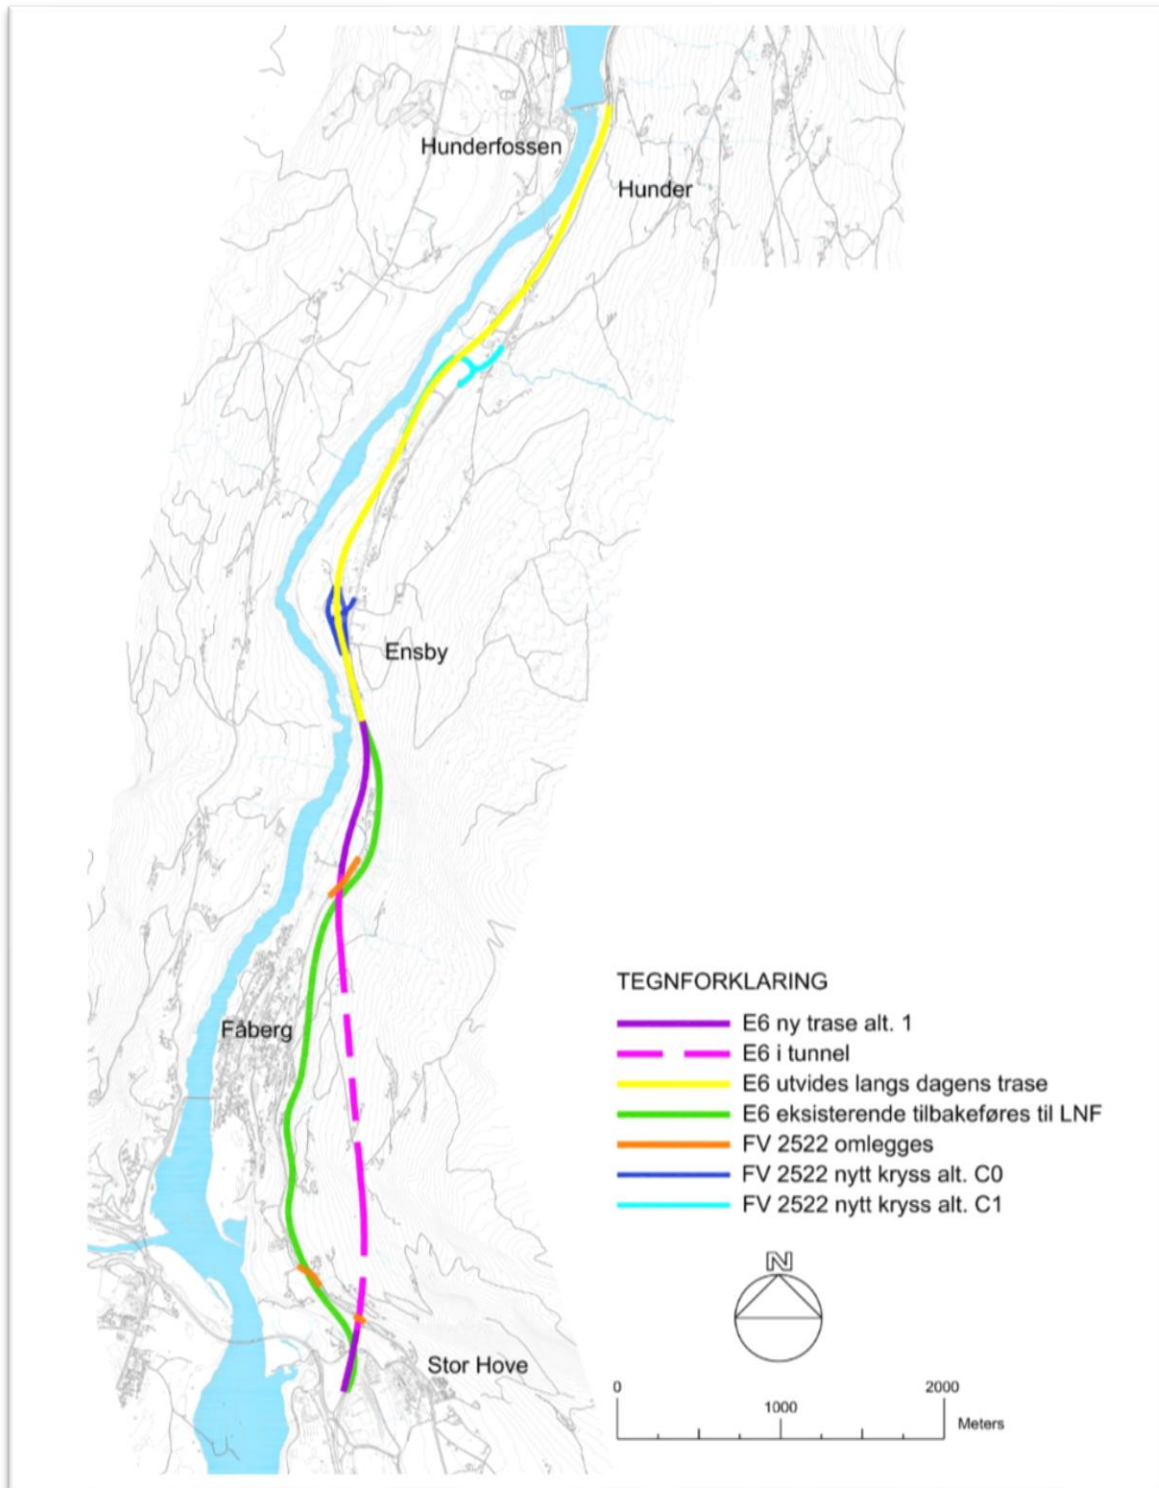 Hunderfossen
Hunder
Ensby
Fåberg
Stor Hove
TEGNFORKLARING
E6 ny trase alt. 1
E6 i tunnel
E6 utvides langs dagens trase
E6 eksisterende tilbakeføres til LNF
FV 2522 omlegges
FV 2522 nytt kryss alt. C0
FV 2522 nytt kryss alt. C1
N
0 2000
1000
Meters